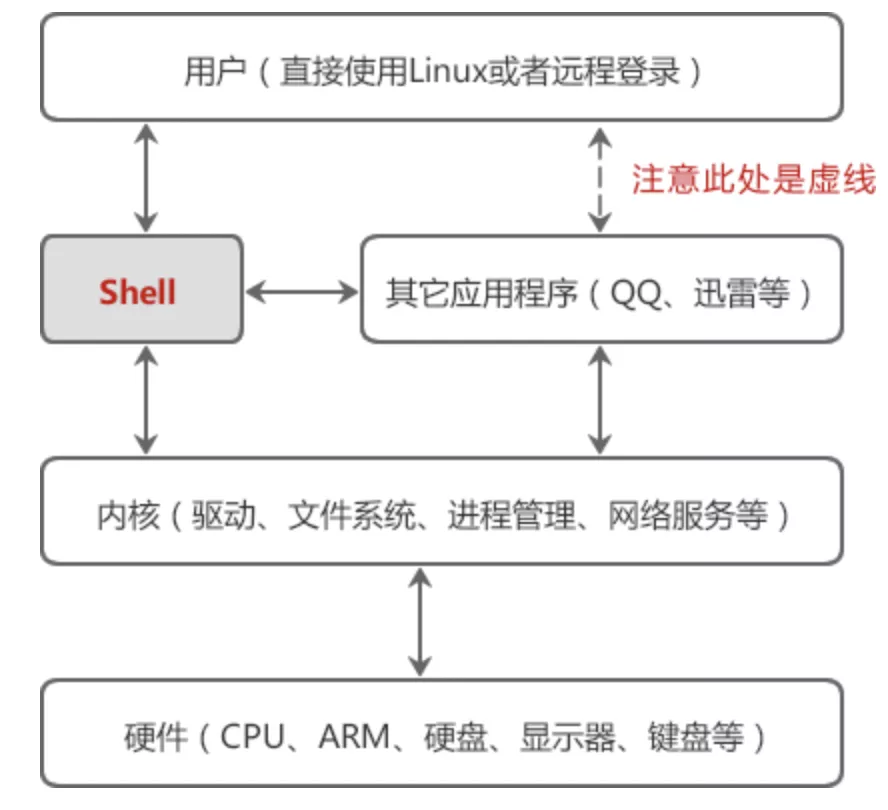 用户（直接使用Linux或者远程登录）
注意此处是虚线
Shell
其它应用程序（QQ、迅雷等）
内核（驱动、文件系统、进程管理、网络服务等）
硬件（CPU、ARM、硬盘、显示器、键盘等）